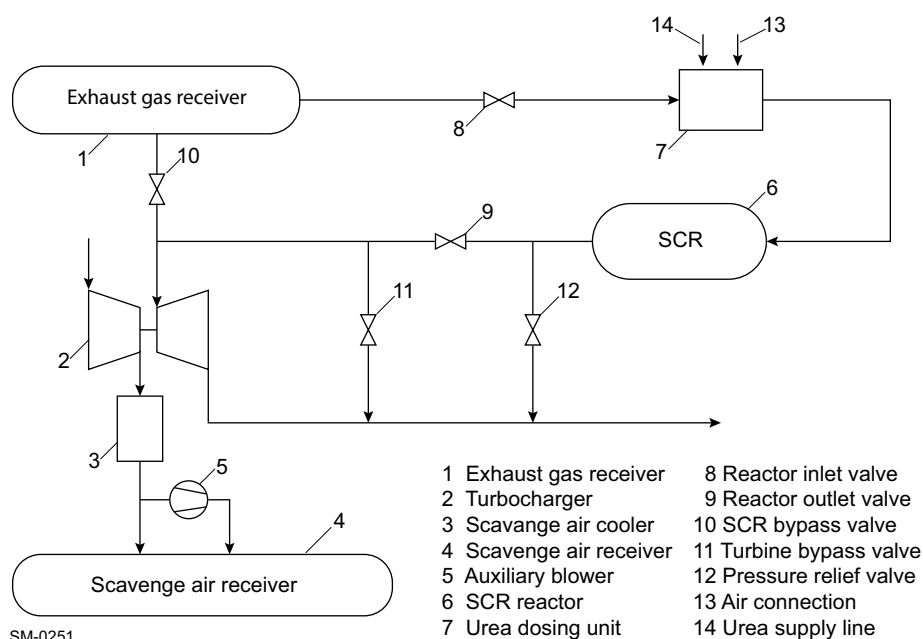 14
13
Exhaust gas receiver
1
8
7
10
6
9
SCR
11
12
2
3
5
4
Scavenge air receiver
1 Exhaust gas receiver
2 Turbocharger
3 Scavange air cooler
4 Scavenge air receiver
5 Auxiliary blower
6 SCR reactor
7 Urea dosing unit
8 Reactor inlet valve
9 Reactor outlet valve
10 SCR bypass valve
11 Turbine bypass valve
12 Pressure relief valve
13 Air connection
14 Urea supply line
SM-0251